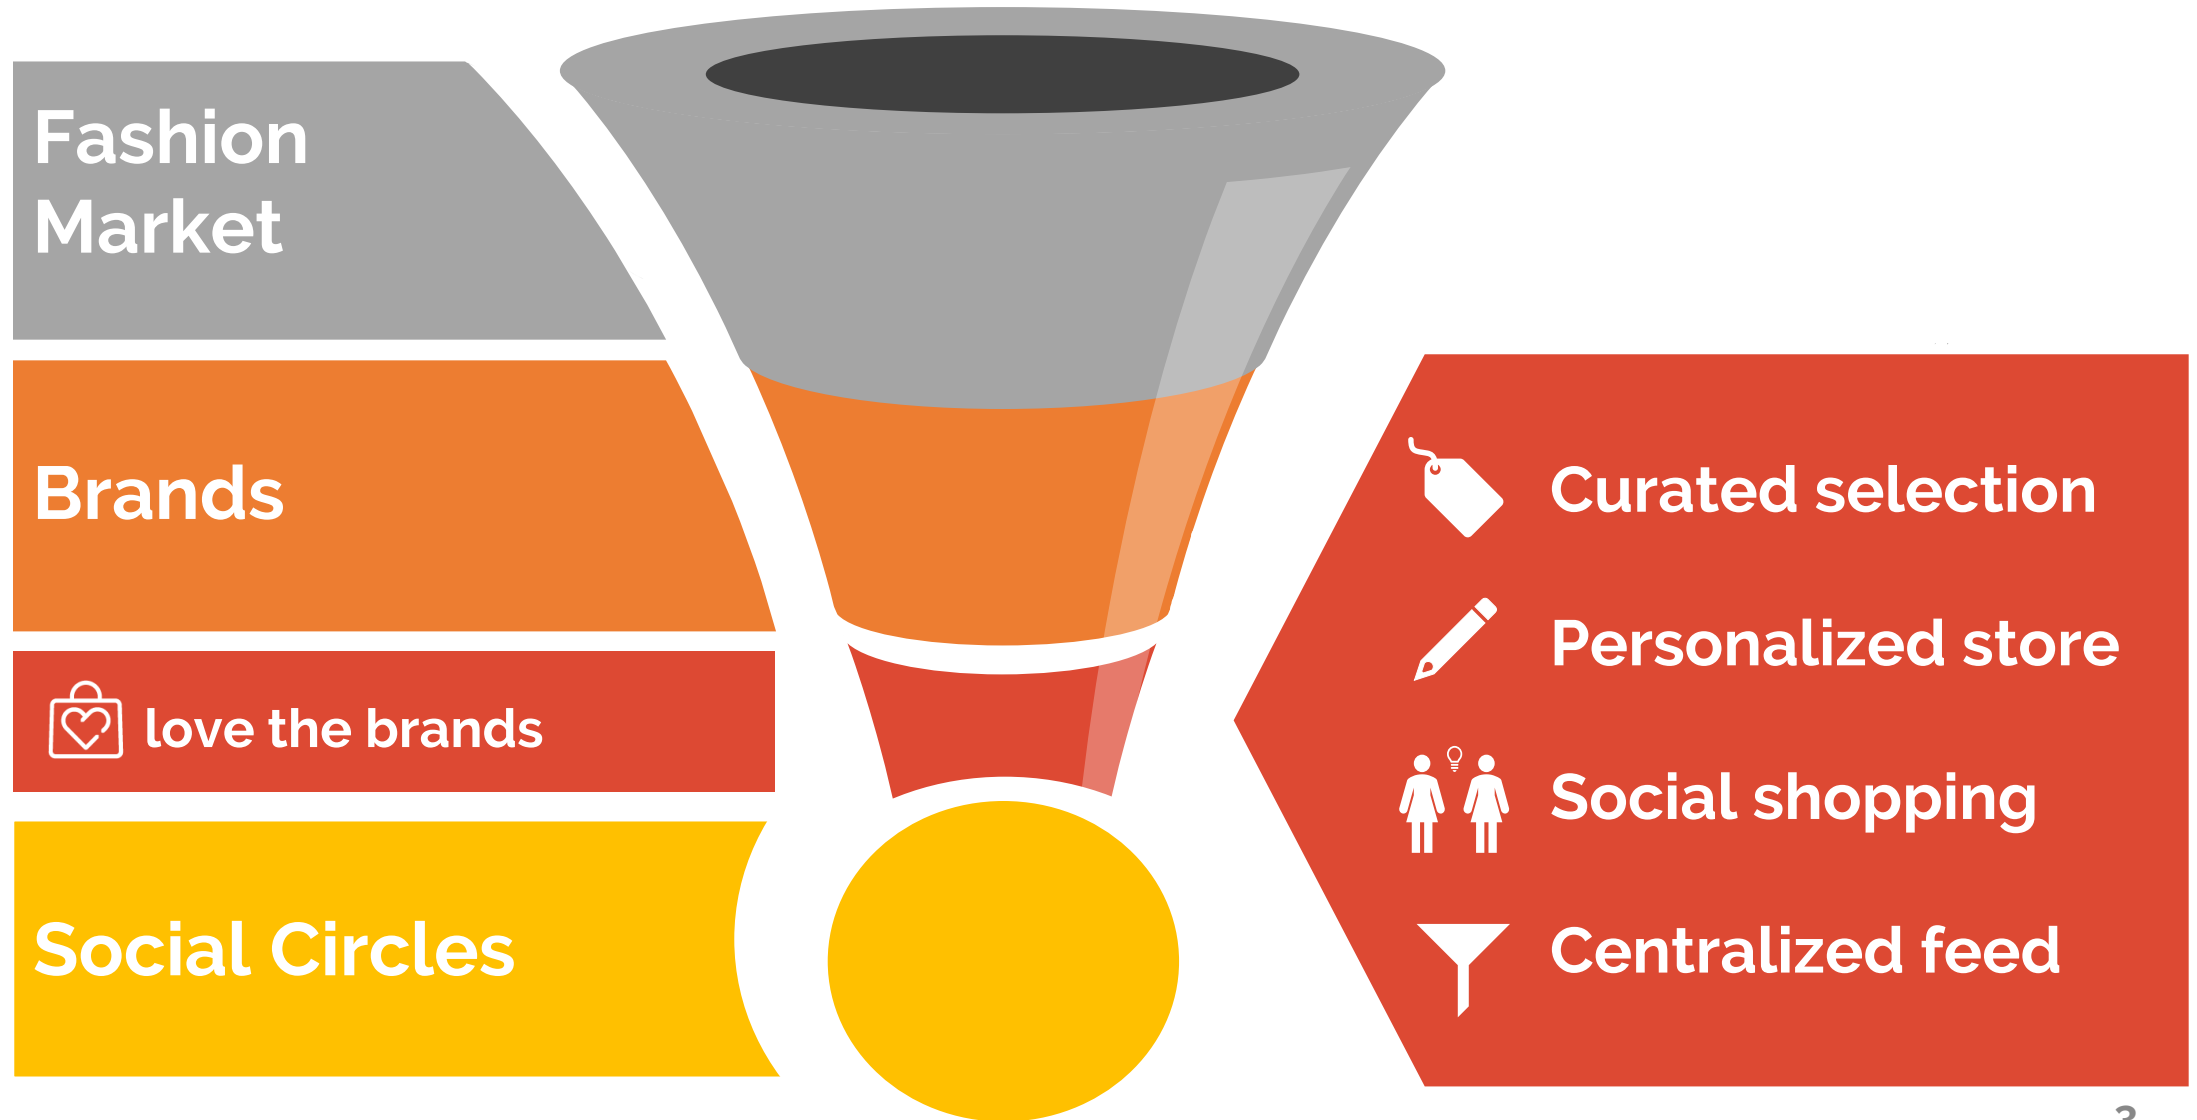 Fashion
Market
Brands
love the brands
Social Circles
Curated selection
Personalized store
Social shopping
Centralized feed